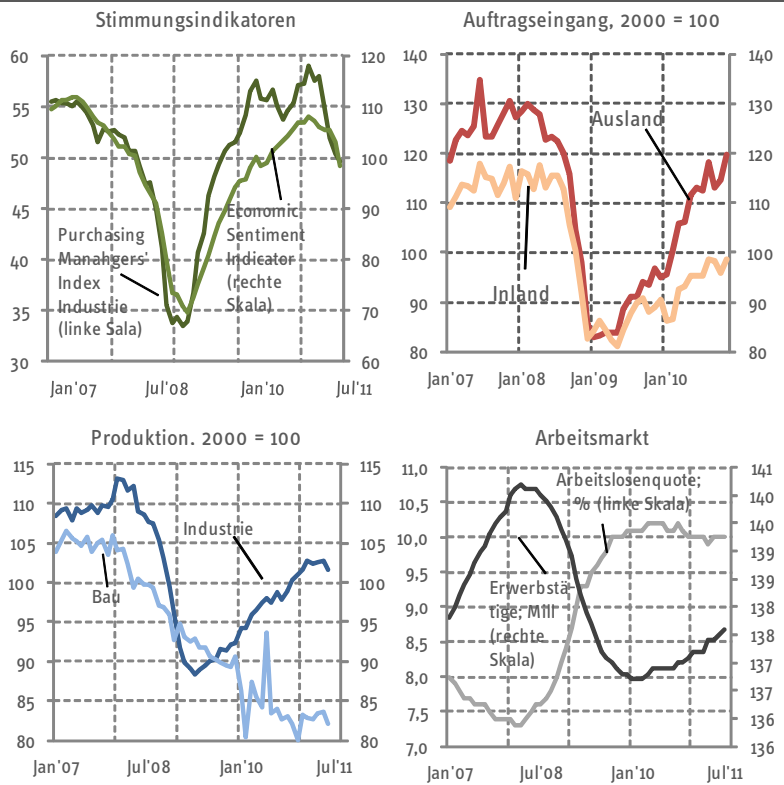 Stimmungsindikatoren
60
55
50
45
40
35
30
120
110
100
90
80
70
60
Purchasing
Manahgers'
Index
Industrie
(linke Sala)
Economic
Sentiment
Indicator
(rechte
Skala)
Jan'07
Jul'08
Jan'10
Jul'11
Auftragseingang, 2000 = 100
140
130
120
110
100
90
80
140
130
120
110
100
90
80
Ausland
Inland
Jan'07
Jan'08
Jan'09
Jan'10
Produktion. 2000 = 100
115
110
105
100
95
90
85
80
115
110
105
100
95
90
85
80
Industrie
Bau
Jan'07
Jul'08
Jan'10
Jul'11
Arbeitsmarkt
11,0
10,5
10,0
9,5
9,0
8,5
8,0
7,5
7,0
141
140
140
139
139
138
138
137
137
136
136
Arbeitslosenquote;
% (linke Skala)
Erwerbstä-
tige; Mill
(rechte
Skala)
Jan'07
Jul'08
Jan'10
Jul'11